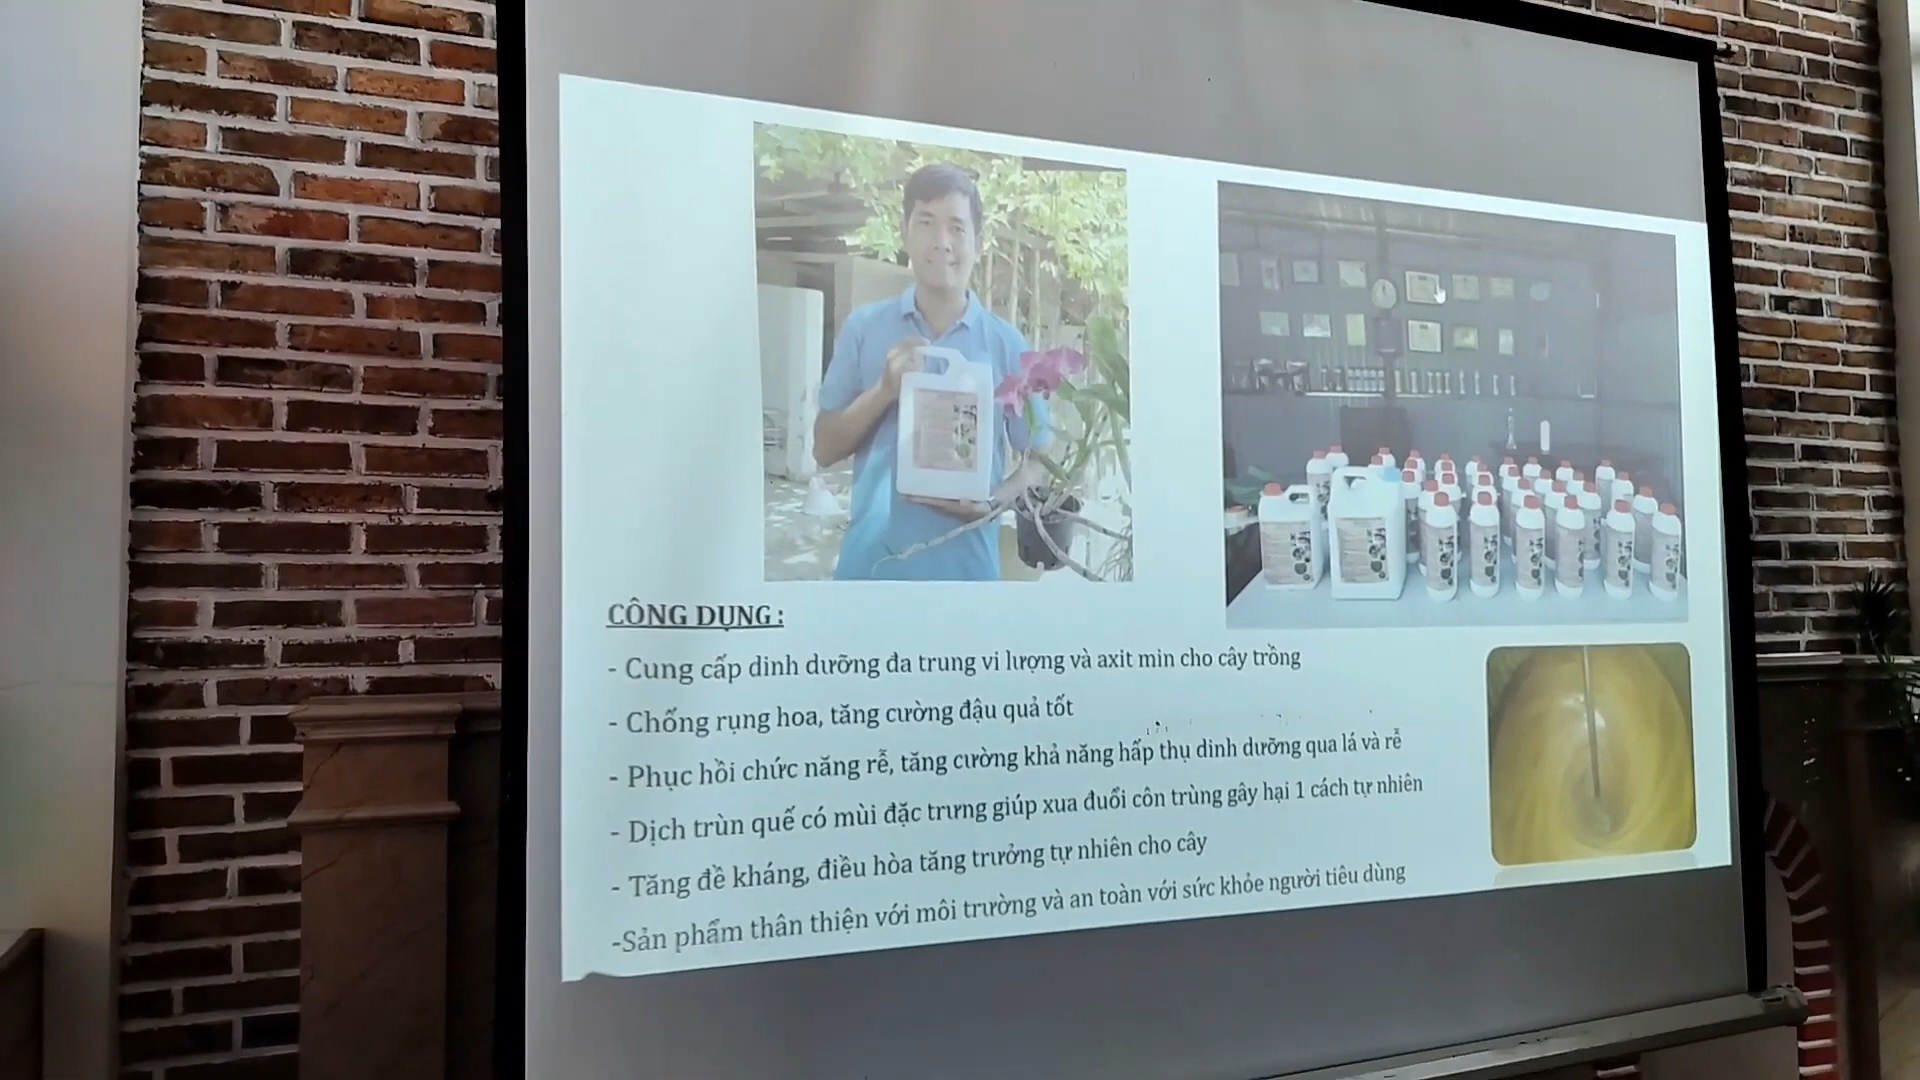 CÔNG DỤNG :
- Cung cấp dinh dưỡng đa trung vi lượng và axit min cho cây trồng
- Chống rụng hoa, tăng cường đậu quả tốt
- Phục hồi chức năng rễ, tăng cường khả năng hấp thụ dinh dưỡng qua lá và rễ
- Dịch trùn quế có mùi đặc trưng giúp xua đuổi côn trùng gây hại 1 cách tự nhiên
- Tăng đề kháng, điều hòa tăng trưởng tự nhiên cho cây
-Sản phẩm thân thiện với môi trường và an toàn với sức khỏe người tiêu dùng